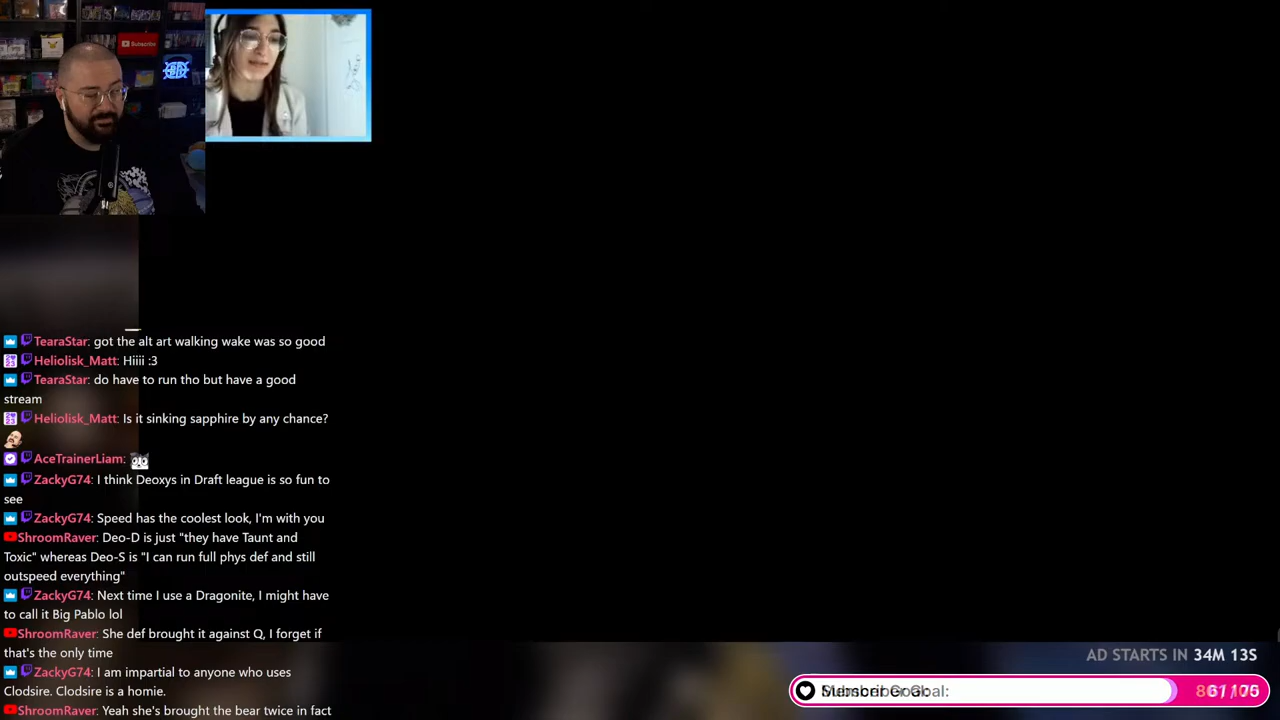 Subscribe
TearaStar: got the alt art walking wake was so good
Heliolisk_Matt: Hiiii :3
TearaStar: do have to run tho but have a good
stream
Heliolisk_Matt: Is it sinking sapphire by any chance?
AceTrainerLiam:
ZackyG74: I think Deoxys in Draft league is so fun to
see
ZackyG74: Speed has the coolest look, I'm with you
ShroomRaver: Deo-D is just "they have Taunt and
Toxic" whereas Deo-S is "I can run full phys def and still
outspeed everything"
ZackyG74: Next time I use a Dragonite, I might have
to call it Big Pablo lol
ShroomRaver: She def brought it against Q, I forget if
that's the only time
ZackyG74: I am impartial to anyone who uses
Clodsire. Clodsire is a homie.
ShroomRaver: Yeah she's brought the bear twice in fact
AD STARTS IN 34M 13S
Goal: